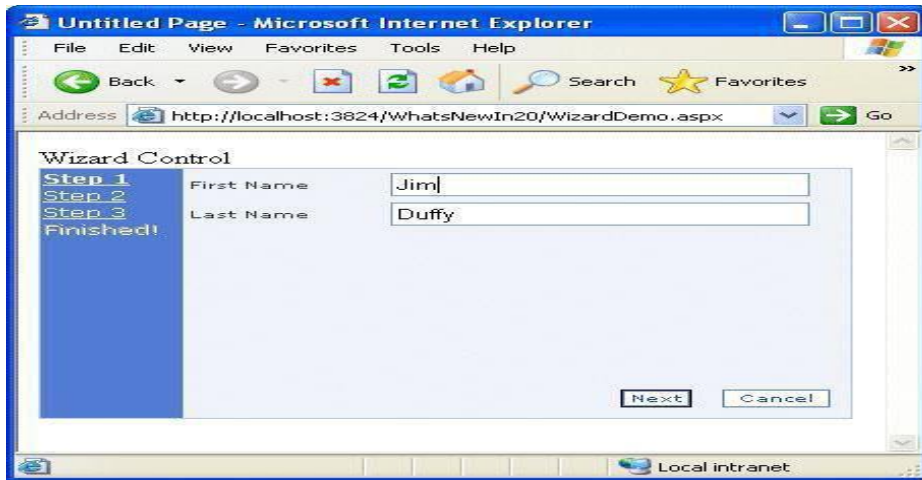 Untitled Page - Microsoft Internet Explorer
File Edit View Favorites Tools Help
Back Search Favorites
Address http://localhost:3824/WhatsNewIn20/WizardDemo.aspx Go
Wizard Control
Step 1
Step 2
Step 3
Finished!
First Name Jim
Last Name Duffy
Next Cancel
Local intranet